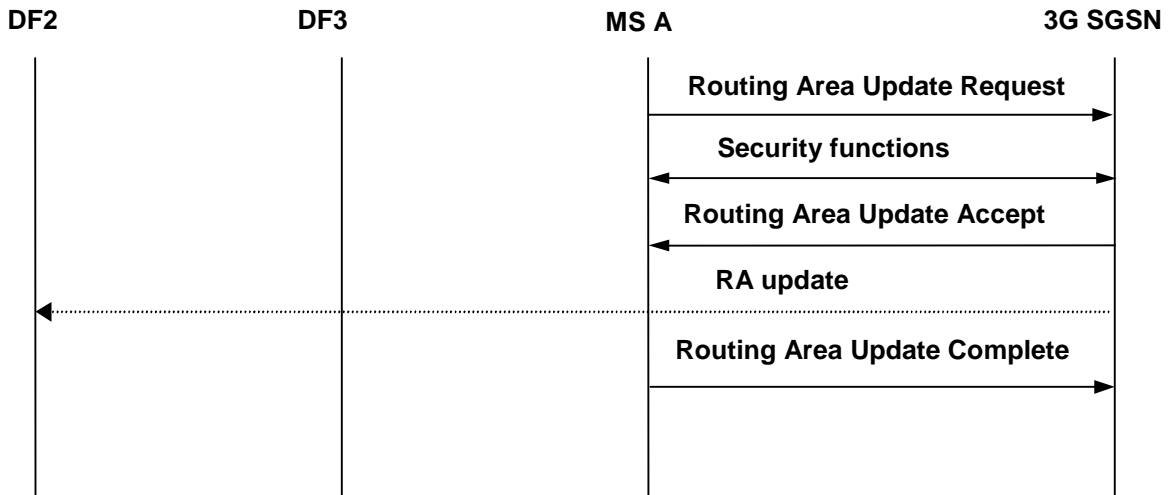 DF2
DF3
MS A
3G SGSN
Routing Area Update Request
Security functions
Routing Area Update Accept
RA update
Routing Area Update Complete